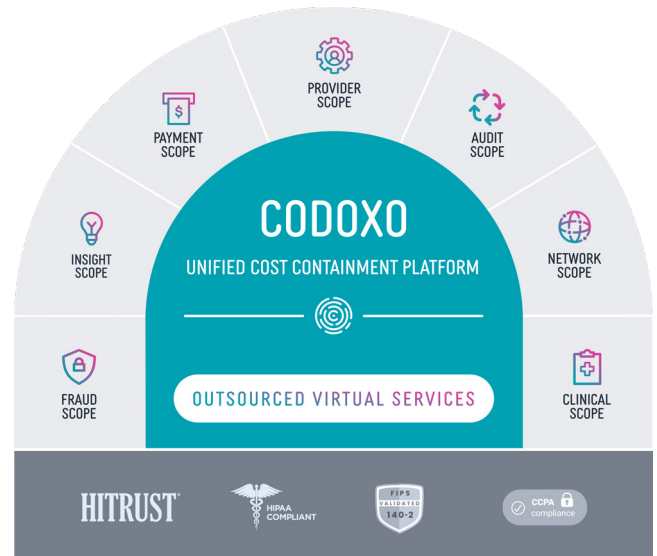 PROVIDER
SCOPE
PAYMENT
SCOPE
AUDIT
SCOPE
INSIGHT
SCOPE
NETWORK
SCOPE
FRAUD
SCOPE
CLINICAL
SCOPE
$
CODOXO
UNIFIED COST CONTAINMENT PLATFORM
C
OUTSOURCED VIRTUAL SERVICES
HITRUST
HIPAA
COMPLIANT
FIPS
VALIDATED
140-2
CCPA
compliance